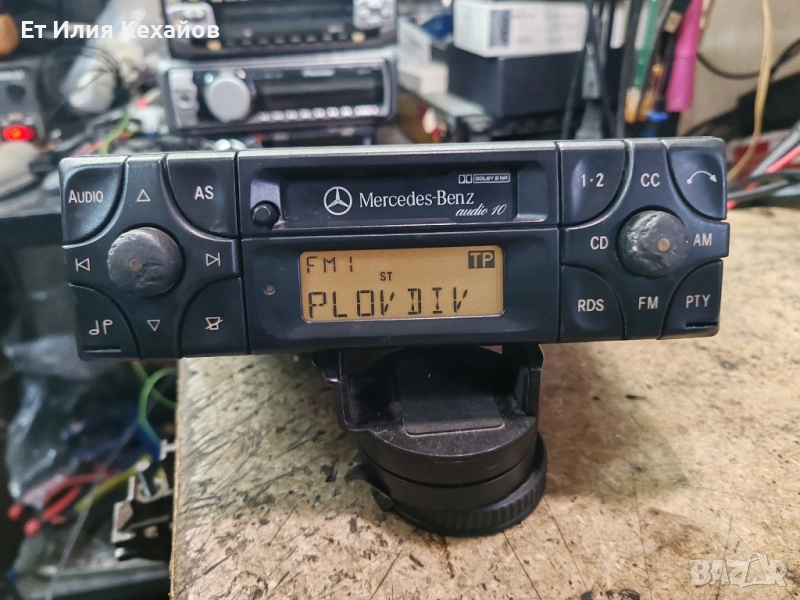 Ет Илия Кехайов
AUDIO
AS
DOLBY B NR
Mercedes-Benz
audio 10
1·2
CC
CD
AM
RDS
FM
PTY
FM1
ST
TP
PLOVDIV
BAZAR